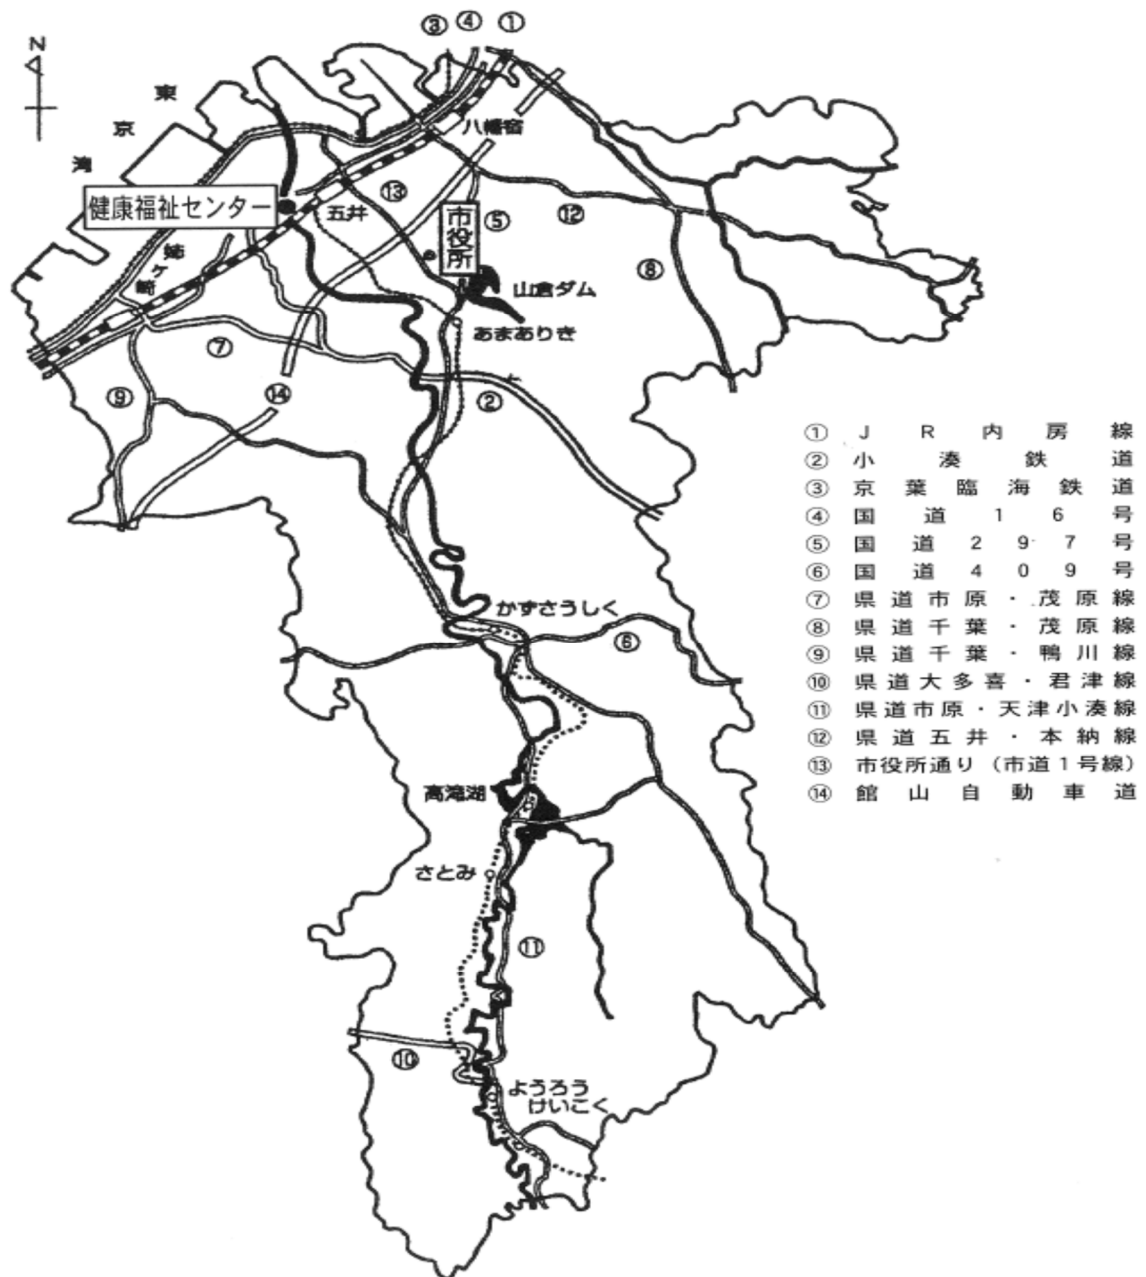 ③ ④ ①
N
東京湾
八幡宿
⑬
健康福祉センター
五井
市役所
⑤
⑫
姉ヶ崎
⑧
山倉ダム
あまありき
⑦
⑨
⑭
②
かずさうしく
⑥
高滝湖
さとみ
⑪
⑩
ようろう
けいこく
① JR内房線
② 小湊鉄道
③ 京葉臨海鉄道
④ 国道16号
⑤ 国道297号
⑥ 国道409号
⑦ 県道市原・茂原線
⑧ 県道千葉・茂原線
⑨ 県道千葉・鴨川線
⑩ 県道大多喜・君津線
⑪ 県道市原・天津小湊線
⑫ 県道五井・本納線
⑬ 市役所通り(市道1号線)
⑭ 館山自動車道